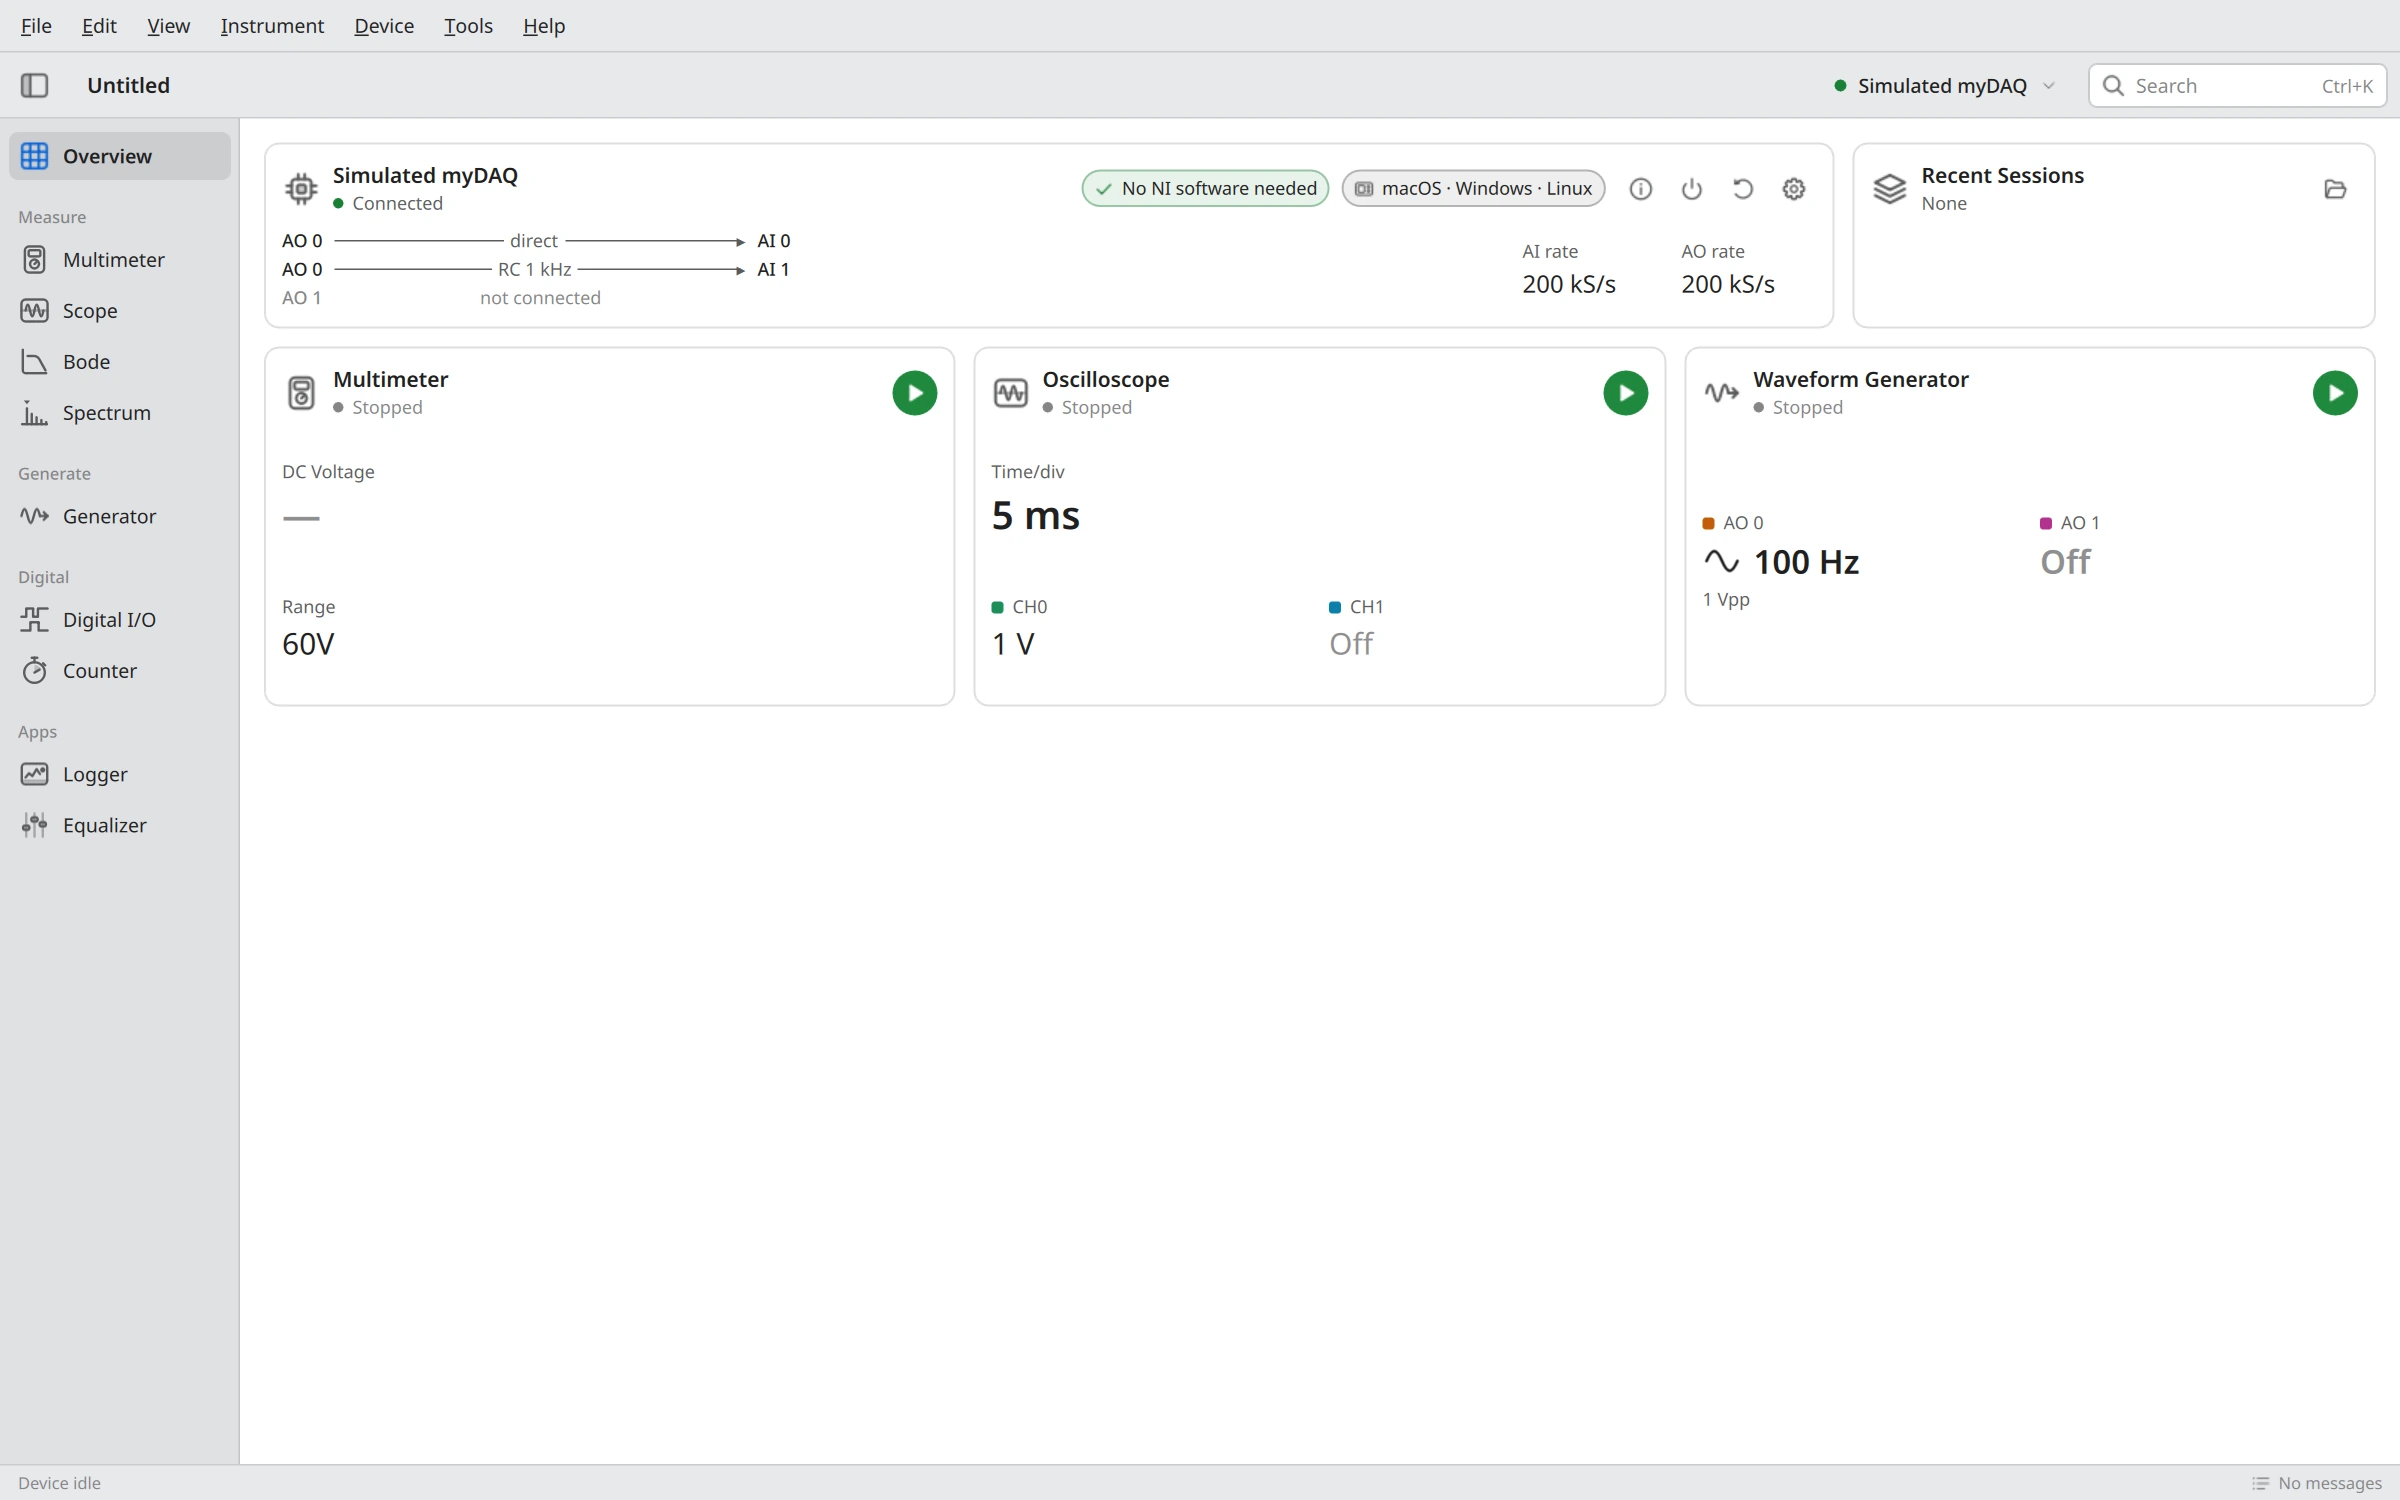 File Edit View Instrument Device Tools Help
Untitled
Simulated myDAQ
Search Ctrl+K
Overview
Measure
Multimeter
Scope
Bode
Spectrum
Generate
Generator
Digital
Digital I/O
Counter
Apps
Logger
Equalizer
Simulated myDAQ
Connected
No NI software needed
macOS · Windows · Linux
AO 0 direct AI 0
AO 0 RC 1 kHz AI 1
AO 1 not connected
AI rate AO rate
200 kS/s 200 kS/s
Recent Sessions
None
Multimeter
Stopped
DC Voltage
—
Range
60V
Oscilloscope
Stopped
Time/div
5 ms
CH0 CH1
1 V Off
Waveform Generator
Stopped
AO 0 AO 1
100 Hz Off
1 Vpp
Device idle
No messages